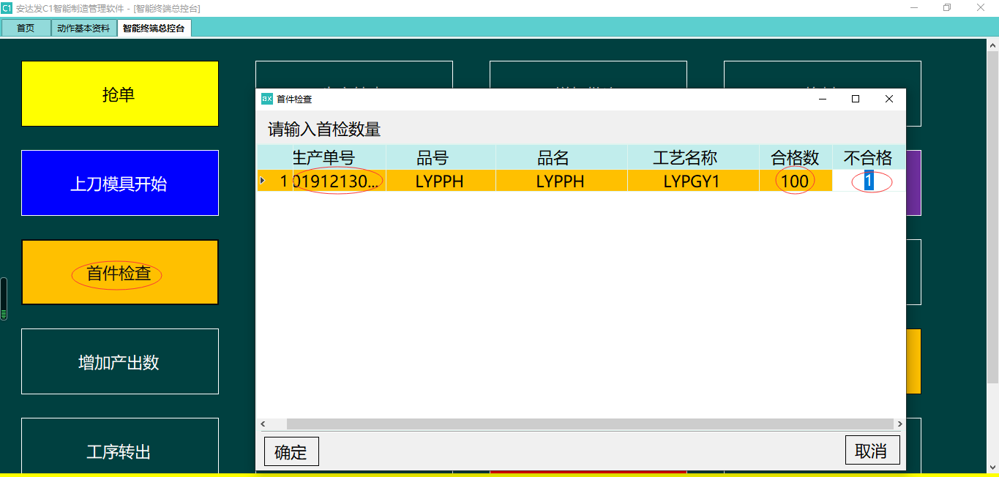 C1 安达发C1智能制造管理软件 - [智能终端总控台]
首页 动作基本资料 智能终端总控台
抢单
上刀模具开始
首件检查
增加产出数
工序转出
ax 首件检查
请输入首检数量
生产单号 品号 品名 工艺名称 合格数 不合格
1 01912130... LYPPH LYPPH LYPGY1 100 1
确定 取消